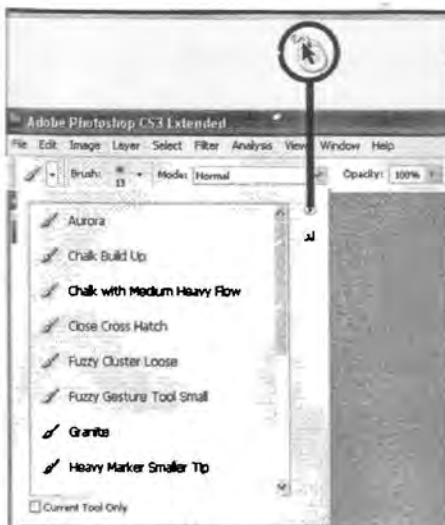 Adobe Photoshop CS3 Extended
File Edit Image Layer Select Filter Analysis View Window Help
Brush: 13 Mode: Normal Opacity: 100%
Aurora
Chalk Build Up
Chalk with Medium Heavy Flow
Close Cross Hatch
Fuzzy Cluster Loose
Fuzzy Gesture Tool Small
Granite
Heavy Marker Smaller Tip
Current Tool Only